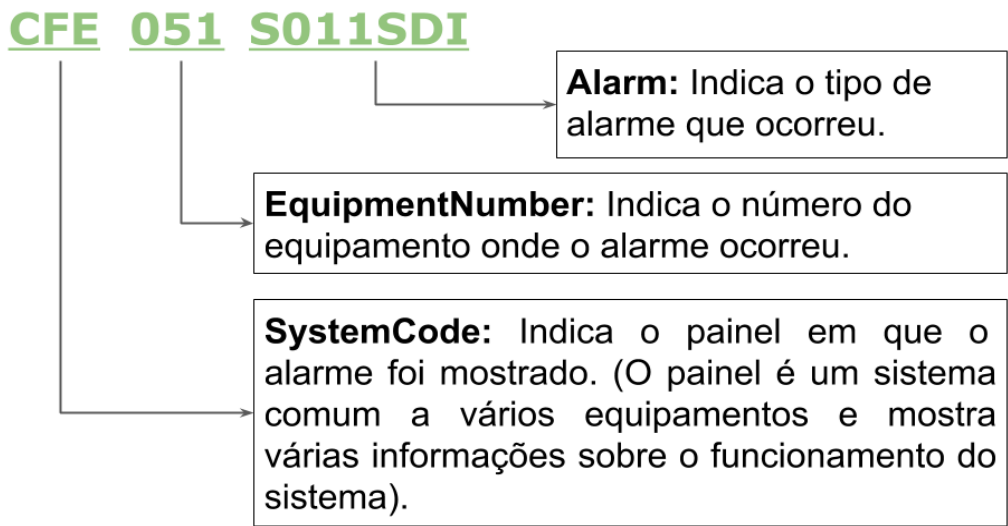 CFE 051 S011SDI
Alarm: Indica o tipo de
alarme que ocorreu.
EquipmentNumber: Indica o número do
equipamento onde o alarme ocorreu.
SystemCode: Indica o painel em que o
alarme foi mostrado. (O painel é um sistema
comum a vários equipamentos e mostra
várias informações sobre o funcionamento do
sistema).